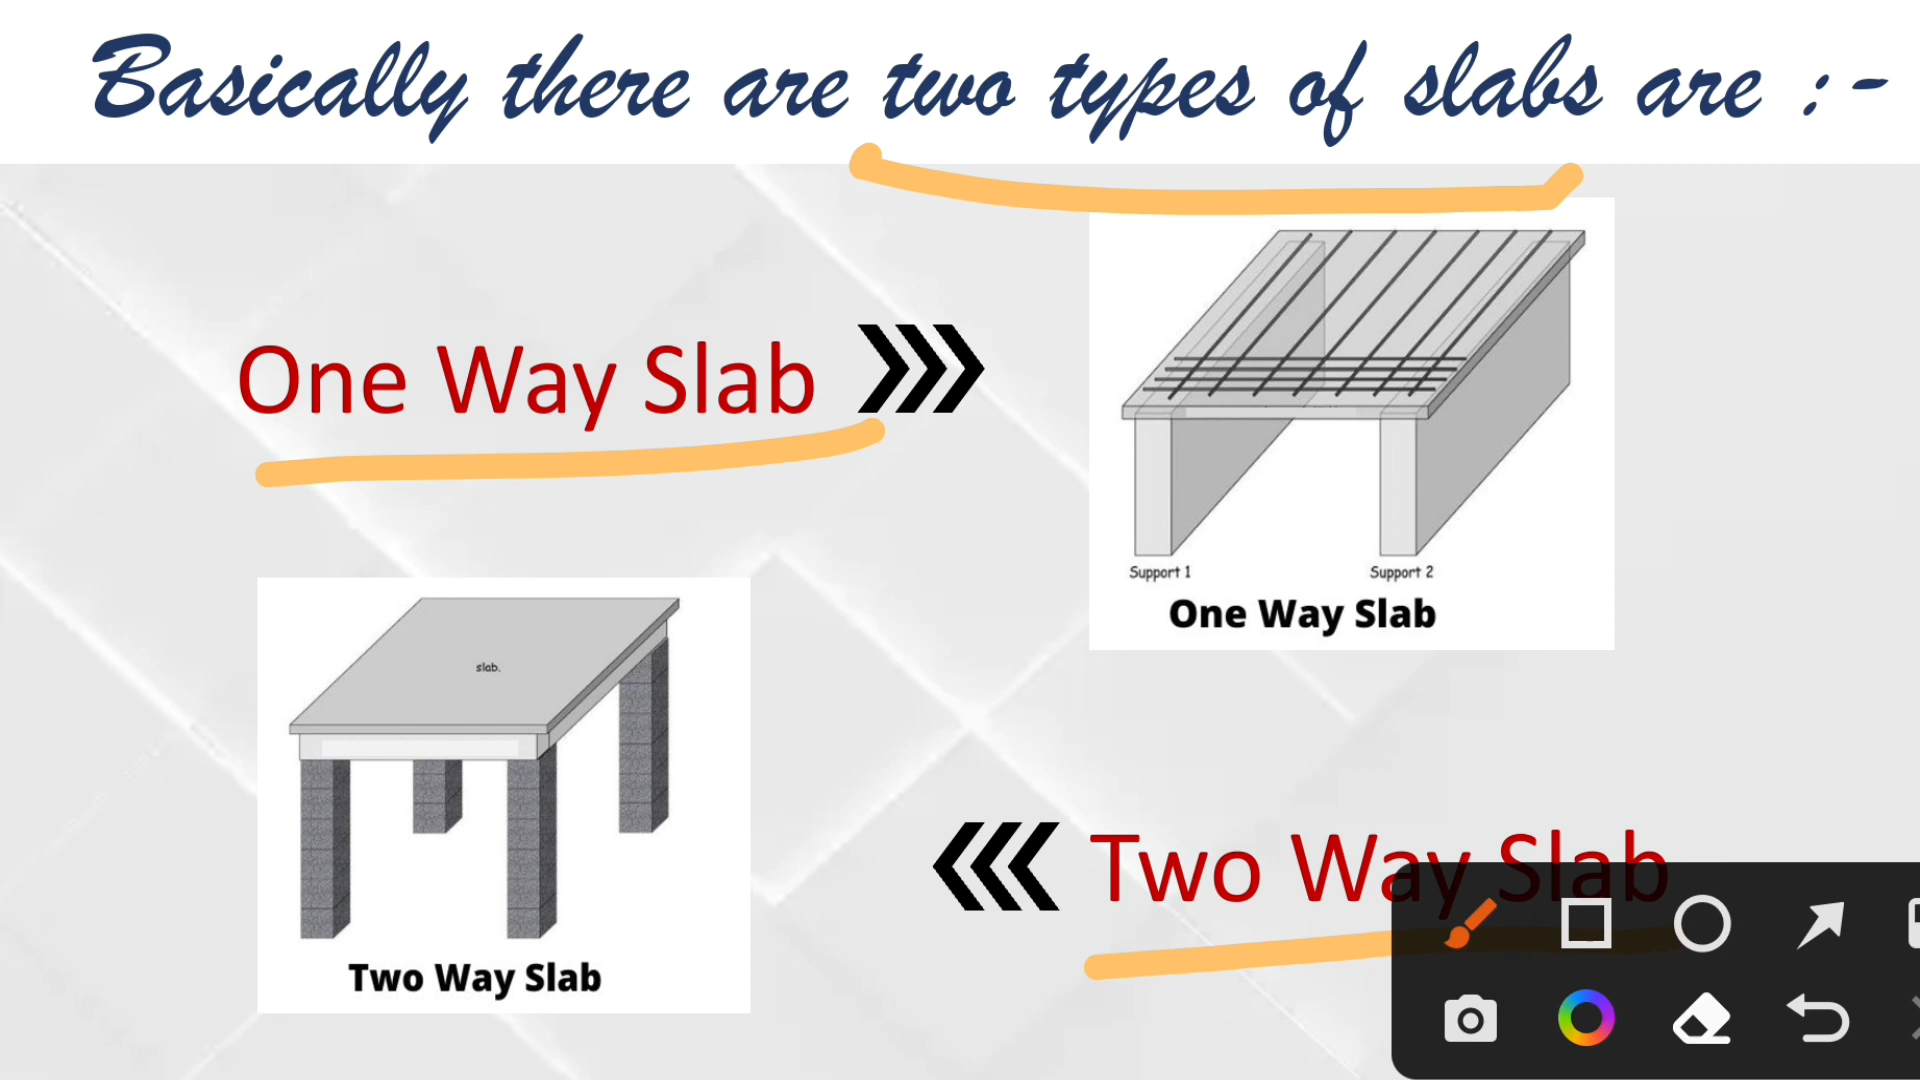 Basically there are two types of slabs are :-
One Way Slab
Support 1
Support 2
One Way Slab
slab.
Two Way Slab
Two Way Slab